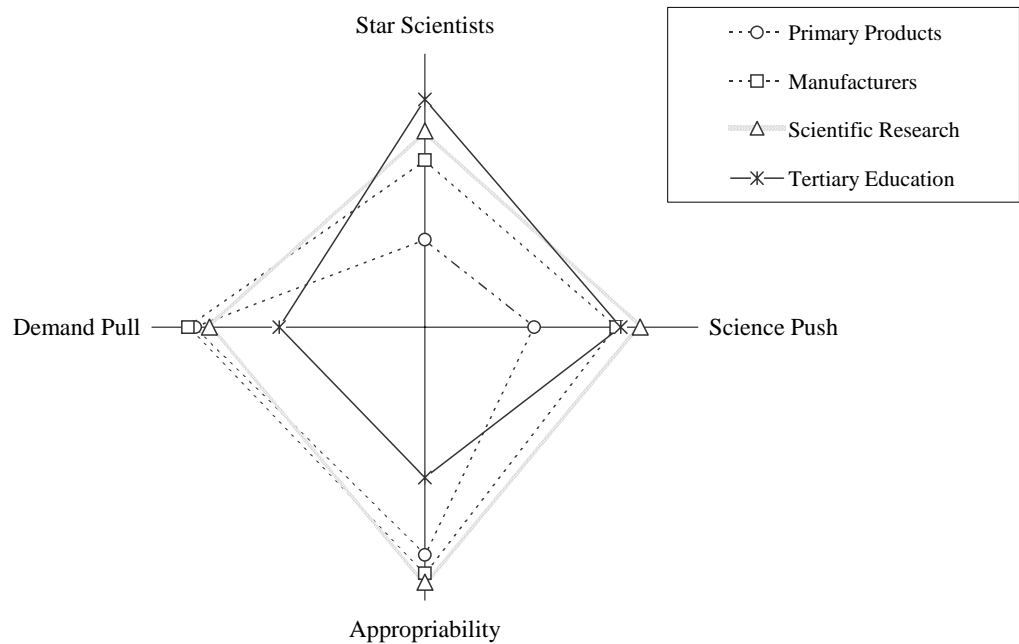 Star Scientists
Primary Products
Manufacturers
Scientific Research
Tertiary Education
Demand Pull
Science Push
Appropriability